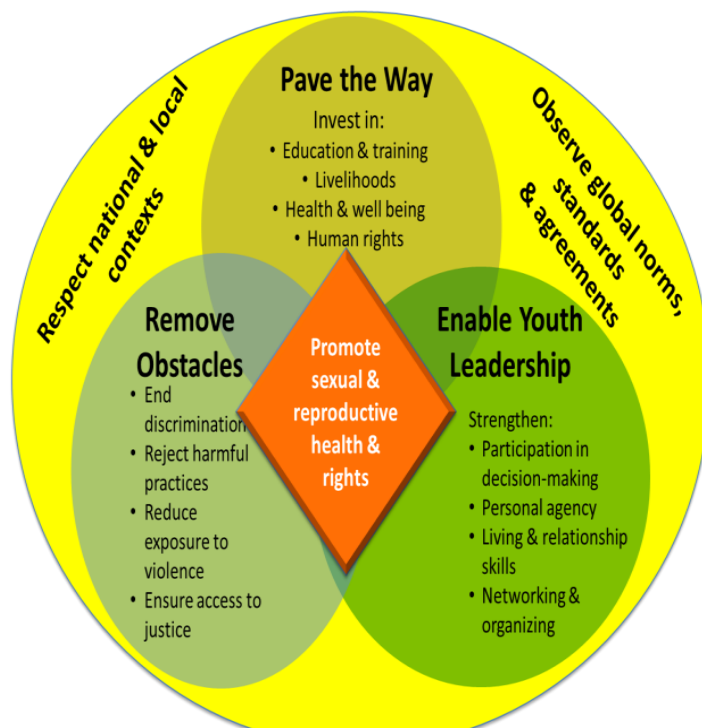 Pave the Way
Invest in:
• Education & training
• Livelihoods
• Health & well being
• Human rights
Respect national & local
contexts
Observe global norms,
standards
& agreements
Remove
Obstacles
• End
discrimination
• Reject harmful
practices
• Reduce
exposure to
violence
• Ensure access to
justice
Promote
sexual &
reproductive
health &
rights
Enable Youth
Leadership
Strengthen:
• Participation in
decision-making
• Personal agency
• Living & relationship
skills
• Networking &
organizing